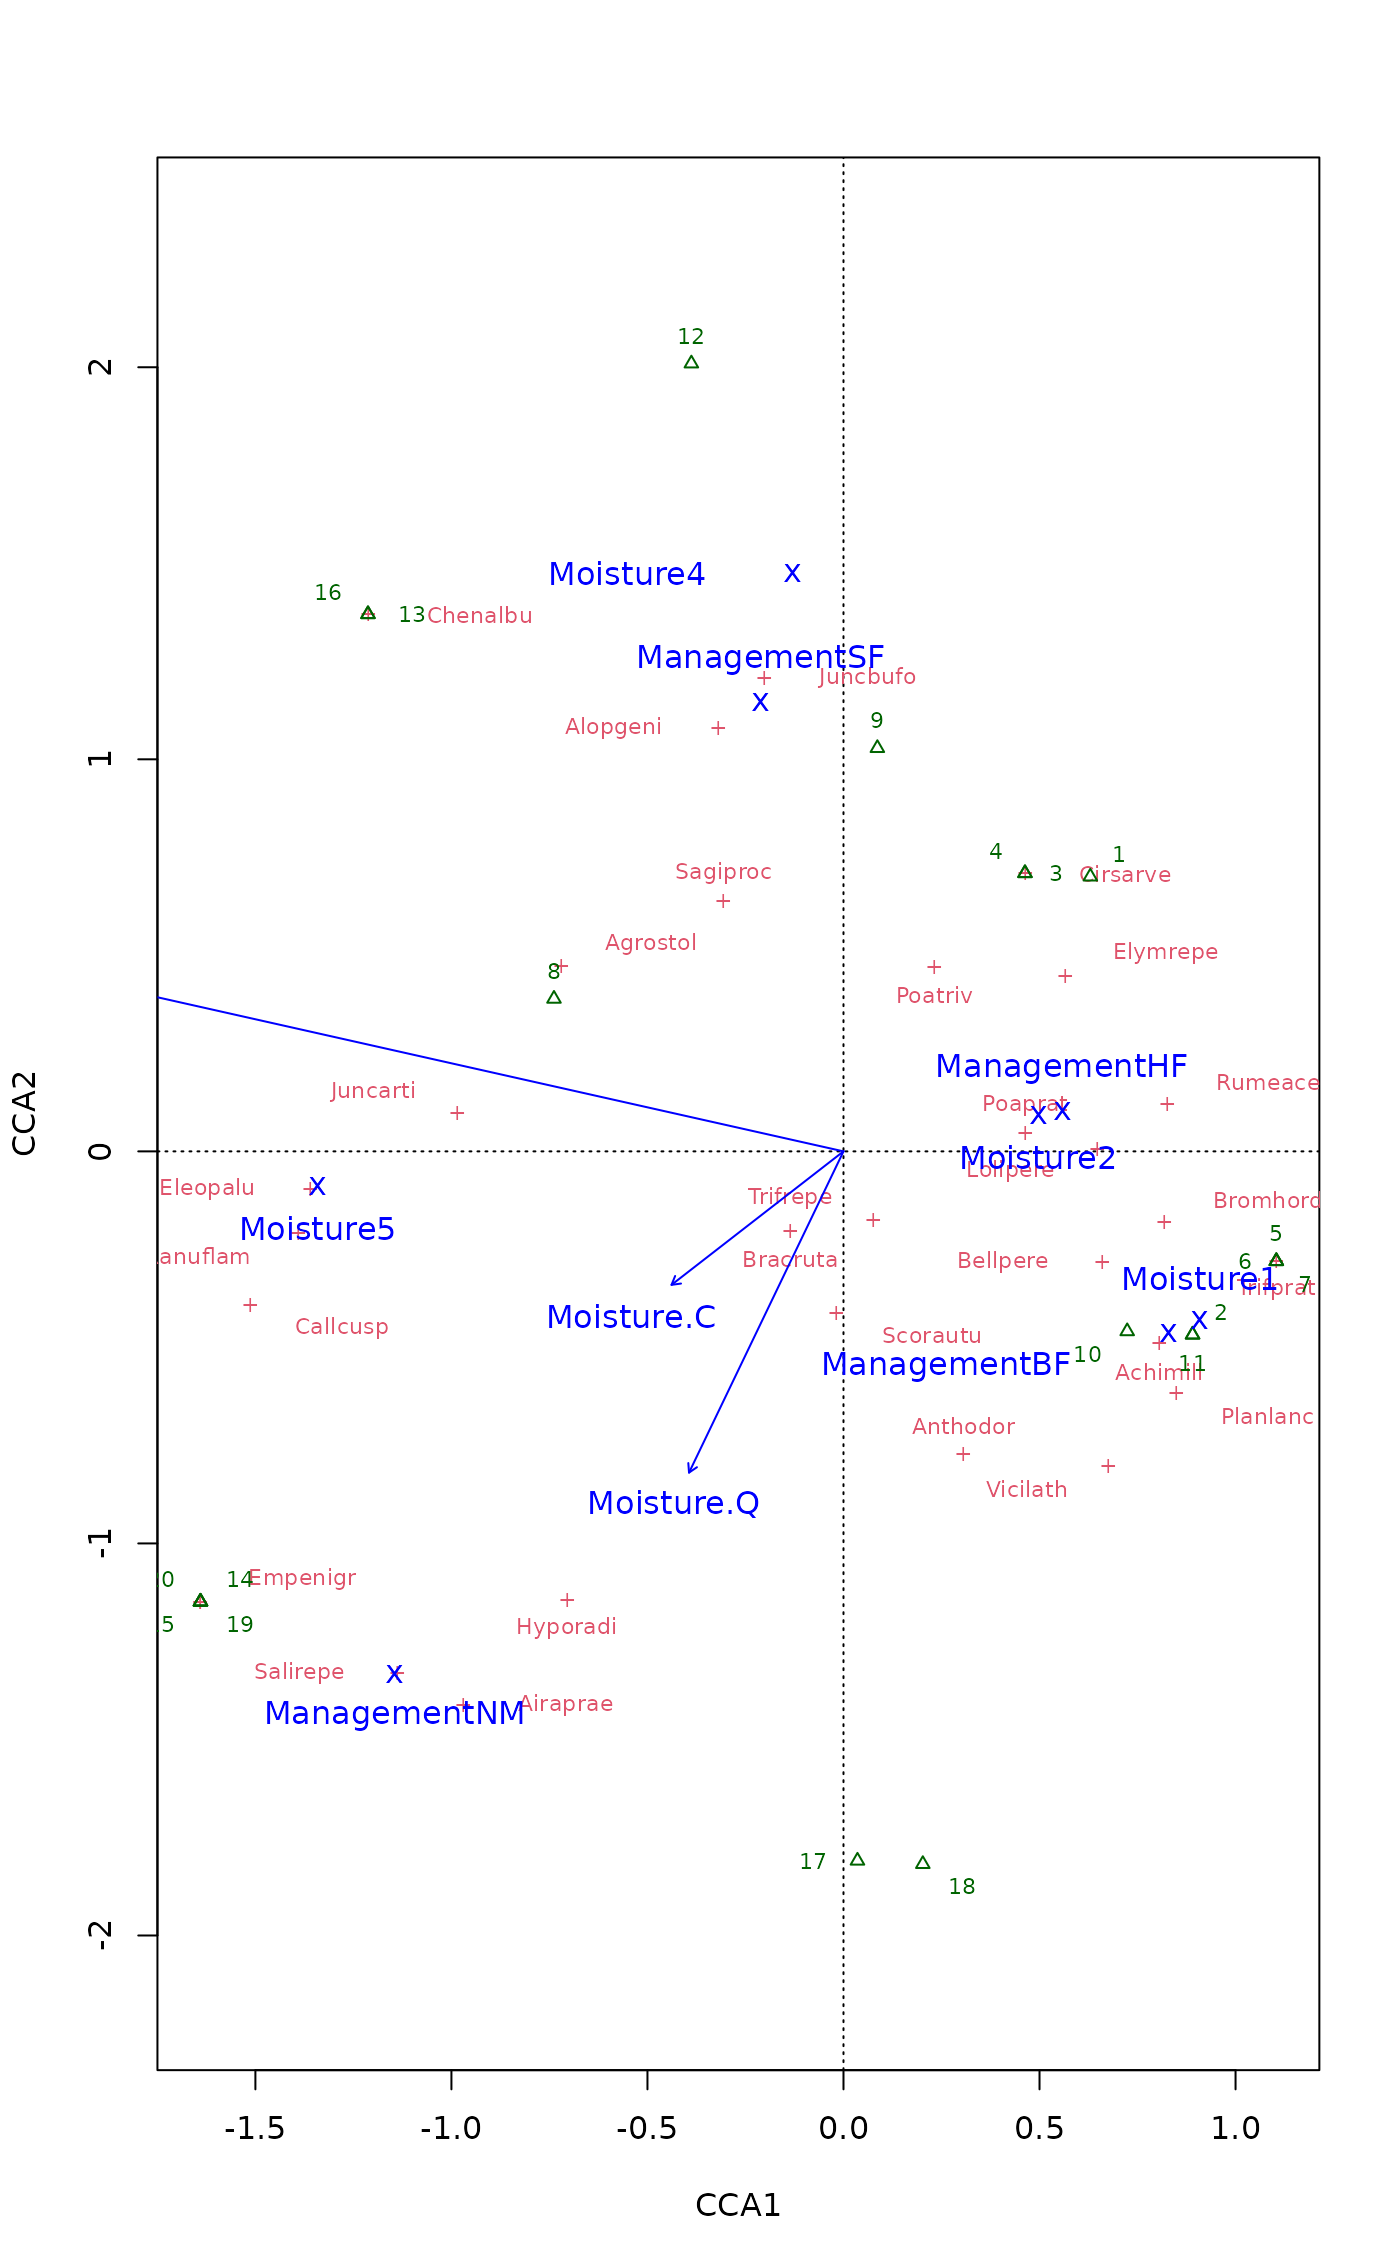 12
2
Moisture4
16
13
Chenalbu
ManagementSF
Juncbufo
9
Alopgeni
1
4
3
1
Cirsarve
Sagiproc
Agrostol
Elymrepe
8
Poatriv
ManagementHF
Juncarti
Poaprat
Rumeace
CCA2
0
Moisture2
Lolipere
Eleopalu
Trifrepe
Bromhord
Moisture5
5
anuflam
Bracruta
Bellpere
6
Moisture1
Trifprat
7
Callcusp
Moisture.C
Scorautu
2
ManagementBF
10
11
Achimill
Planlanc
Anthodor
Vicilath
Moisture.Q
-1
0
14
Empenigr
5
19
Hyporadi
Salirepe
Airaprae
ManagementNM
17
18
-2
-1.5 -1.0 -0.5 0.0 0.5 1.0
CCA1